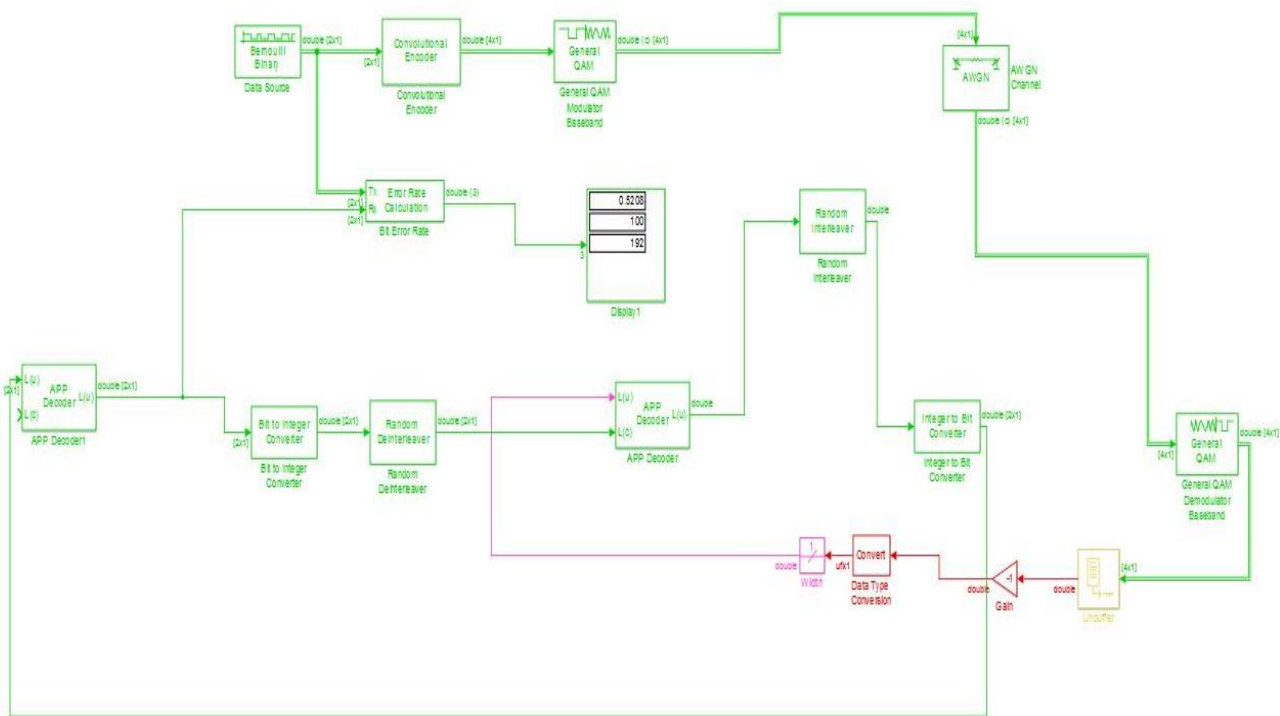 Bernoulli
Binary
Data Source
double [2x1]
[2x1]
Convolutional
Encoder
Convolutional
Encoder
double [4x1]
General
QAM
General QAM
Modulator
Baseband
double (c) [4x1]
[4x1]
AWGN
AWGN
Channel
double (c) [4x1]
Tx
Rx
[2x1]
[2x1]
Error Rate
Calculation
Bit Error Rate
double (3)
3
0.5208
100
192
Display1
Random
Interleaver
Random
Interleaver
double
[2x1]
L(u)
L(c)
APP
Decoder
L(u)
APP Decoder1
double [2x1]
[2x1]
Bit to Integer
Converter
Bit to Integer
Converter
double [2x1]
Random
Deinterleaver
Random
Deinterleaver
double [2x1]
L(u)
L(c)
APP
Decoder
L(u)
APP Decoder
double
Integer to Bit
Converter
Integer to Bit
Converter
double [2x1]
[4x1]
General
QAM
General QAM
Demodulator
Baseband
double [4x1]
[4x1]
Unbuffer
double
-1
Gain
double
Convert
Data Type
Conversion
ufix1
1
Width
double